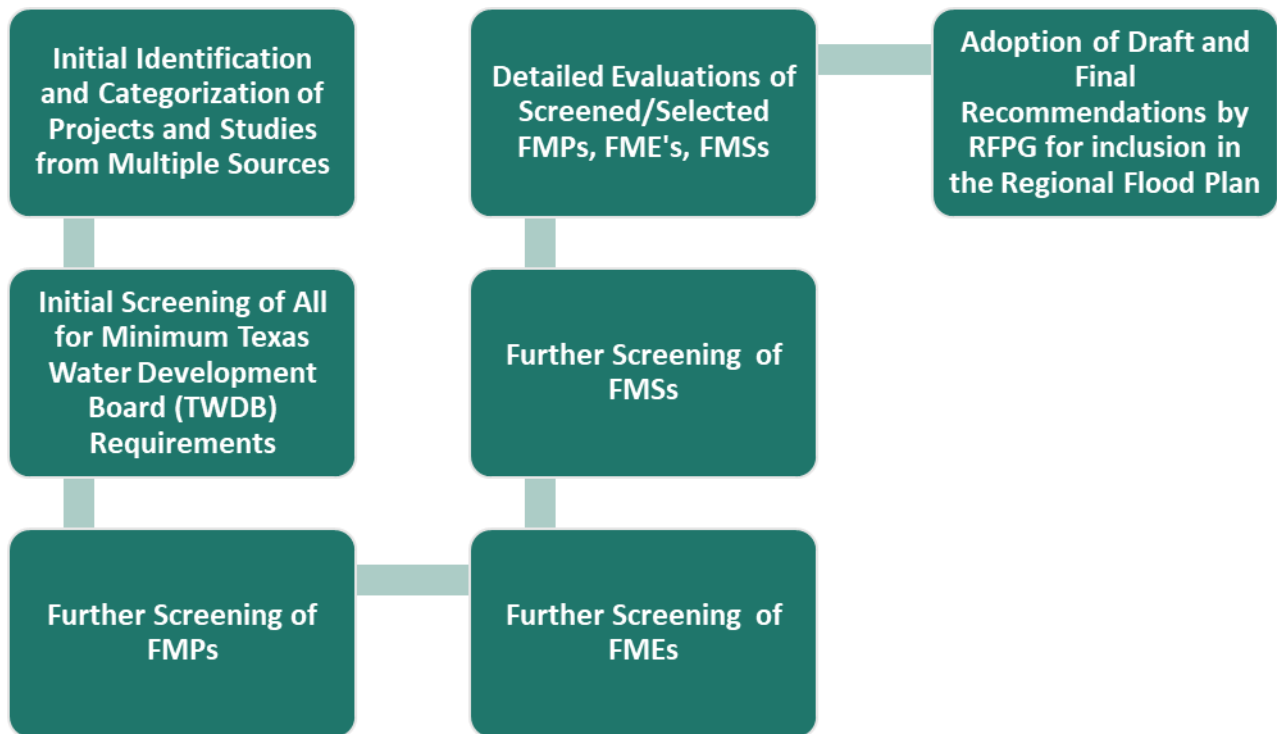 Initial Identification
and Categorization of
Projects and Studies
from Multiple Sources
Initial Screening of All
for Minimum Texas
Water Development
Board (TWDB)
Requirements
Further Screening of
FMPs
Further Screening of
FMEs
Further Screening of
FMSs
Detailed Evaluations of
Screened/Selected
FMPs, FME's, FMSs
Adoption of Draft and
Final
Recommendations by
RFPG for inclusion in
the Regional Flood Plan